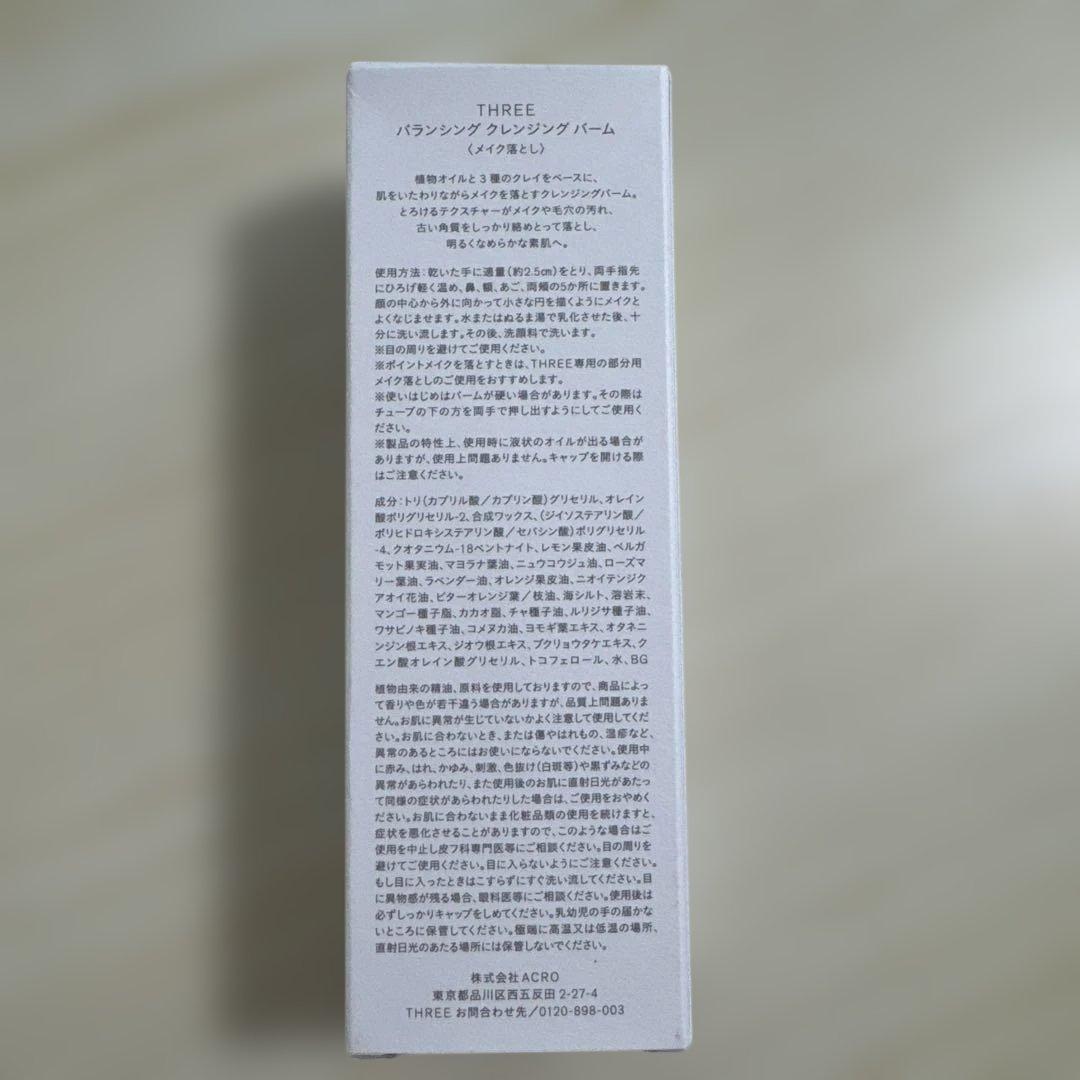 THREE
バランシング クレンジング バーム
〈メイク落とし〉
植物オイルと3種のクレイをベースに、
肌をいたわりながらメイクを落とすクレンジングバーム。
とろけるテクスチャーがメイクや毛穴の汚れ、
古い角質をしっかり絡めとって落とし、
明るくなめらかな素肌へ。
使用方法:乾いた手に適量(約2.5cm)をとり、両手指先
にひろげ軽く温め、鼻、額、あご、両頬の5か所に置きます。
顔の中心から外に向かって小さな円を描くようにメイクと
よくなじませます。水またはぬるま湯で乳化させた後、十
分に洗い流します。その後、洗顔料で洗います。
※目の周りを避けてご使用ください。
※ポイントメイクを落とすときは、THREE専用の部分用
メイク落としのご使用をおすすめします。
※使いはじめはバームが硬い場合があります。その際は
チューブの下の方を両手で押し出すようにしてご使用く
ださい。
※製品の特性上、使用時に液状のオイルが出る場合が
ありますが、使用上問題ありません。キャップを開ける際
はご注意ください。
成分:トリ(カプリル酸/カプリン酸)グリセリル、オレイン
酸ポリグリセリル-2、合成ワックス、(ジイソステアリン酸/
ポリヒドロキシステアリン酸/セバシン酸)ポリグリセリル
-4、クオタニウム-18ベントナイト、レモン果皮油、ベルガ
モット果実油、マヨラナ葉油、ニュウコウジュ油、ローズマ
リー葉油、ラベンダー油、オレンジ果皮油、ニオイテンジク
アオイ花油、ビターオレンジ葉/枝油、海シルト、溶岩末、
マンゴー種子脂、カカオ脂、チャ種子油、ルリジサ種子油、
ワサビノキ種子油、コメヌカ油、ヨモギ葉エキス、オタネニ
ンジン根エキス、ジオウ根エキス、ブクリョウタケエキス、ク
エン酸オレイン酸グリセリル、トコフェロール、水、BG
植物由来の精油、原料を使用しておりますので、商品によっ
て香りや色が若干違う場合がありますが、品質上問題ありま
せん。お肌に異常が生じていないかよく注意して使用してくだ
さい。お肌に合わないとき、または傷やはれもの、湿疹など、
異常のあるところにはお使いにならないでください。使用中
に赤み、はれ、かゆみ、刺激、色抜け(白斑等)や黒ずみなどの
異常があらわれたり、また使用後のお肌に直射日光があたっ
て同様の症状があらわれたりした場合は、ご使用をおやめく
ださい。お肌に合わないまま化粧品類の使用を続けますと、
症状を悪化させることがありますので、このような場合はご
使用を中止し皮フ科専門医等にご相談ください。目の周りを
避けてご使用ください。目に入らないようにご注意ください。
もし目に入ったときはこすらずにすぐ洗い流してください。目
に異物感が残る場合、眼科医等にご相談ください。使用後は
必ずしっかりキャップをしめてください。乳幼児の手の届かな
いところに保管してください。極端に高温又は低温の場所、
直射日光のあたる場所には保管しないでください。
株式会社ACRO
東京都品川区西五反田 2-27-4
THREE お問合わせ先/0120-898-003